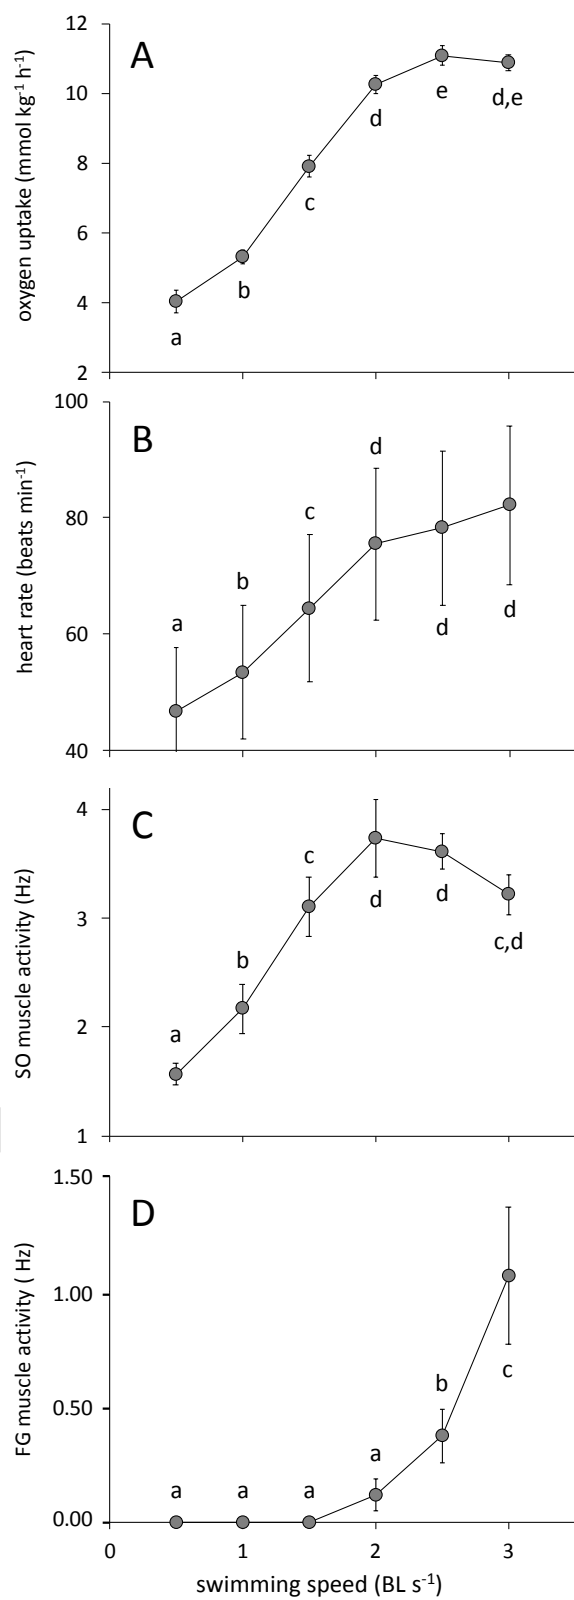 A
oxygen uptake (mmol kg⁻¹ h⁻¹)
12
10
8
6
4
2
a
b
c
d
e
d,e
B
heart rate (beats min⁻¹)
100
80
60
40
a
b
c
d
d
d
C
SO muscle activity (Hz)
4
3
2
1
a
b
c
d
d
c,d
D
FG muscle activity ( Hz)
1.50
1.00
0.50
0.00
a
a
a
a
b
c
0 1 2 3
swimming speed (BL s⁻¹)